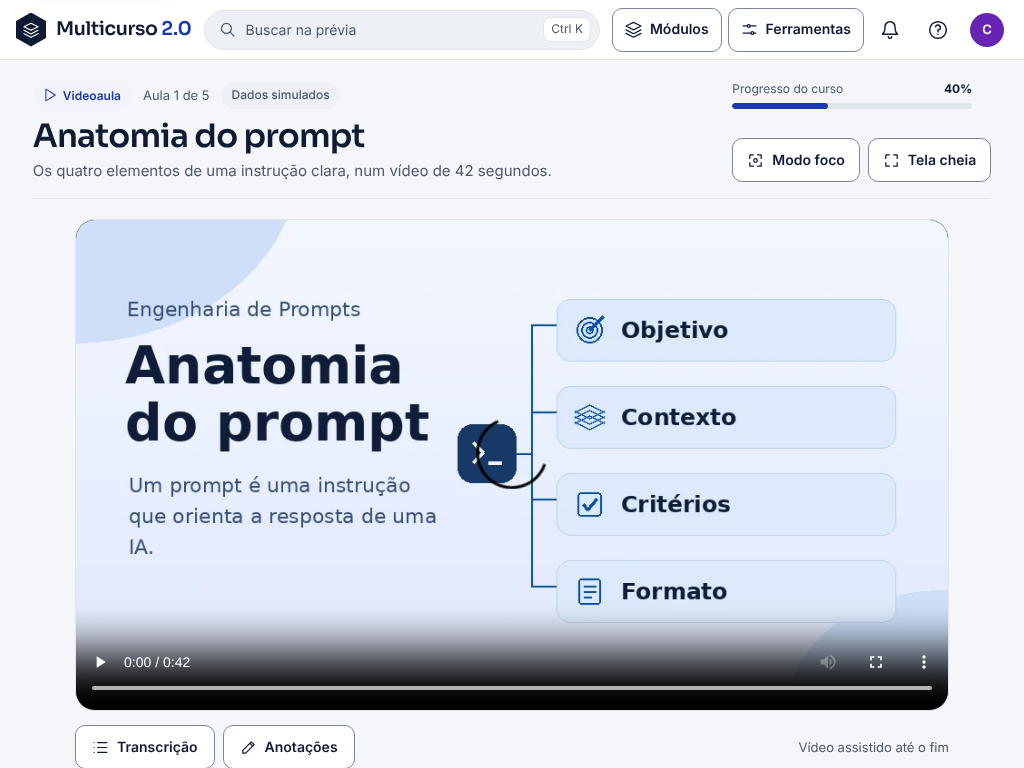 Multicurso 2.0
Buscar na prévia
Ctrl K
Módulos
Ferramentas
C
Videoaula
Aula 1 de 5
Dados simulados
Progresso do curso
40%
Anatomia do prompt
Os quatro elementos de uma instrução clara, num vídeo de 42 segundos.
Modo foco
Tela cheia
Engenharia de Prompts
Anatomia
do prompt
Um prompt é uma instrução
que orienta a resposta de uma
IA.
Objetivo
Contexto
Critérios
Formato
0:00 / 0:42
Transcrição
Anotações
Vídeo assistido até o fim